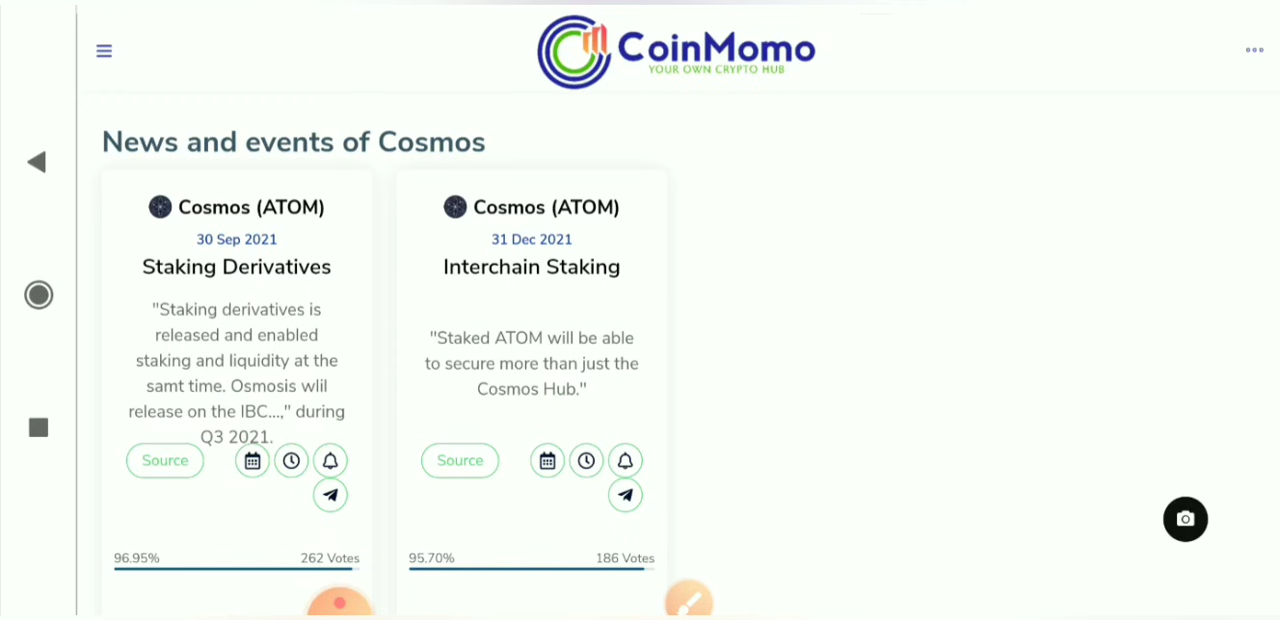 CoinMomo
YOUR OWN CRYPTO HUB
News and events of Cosmos
Cosmos (ATOM)
30 Sep 2021
Staking Derivatives
"Staking derivatives is
released and enabled
staking and liquidity at the
samt time. Osmosis wlil
release on the IBC...," during
Q3 2021.
Source
96.95%
262 Votes
Cosmos (ATOM)
31 Dec 2021
Interchain Staking
"Staked ATOM will be able
to secure more than just the
Cosmos Hub."
Source
95.70%
186 Votes